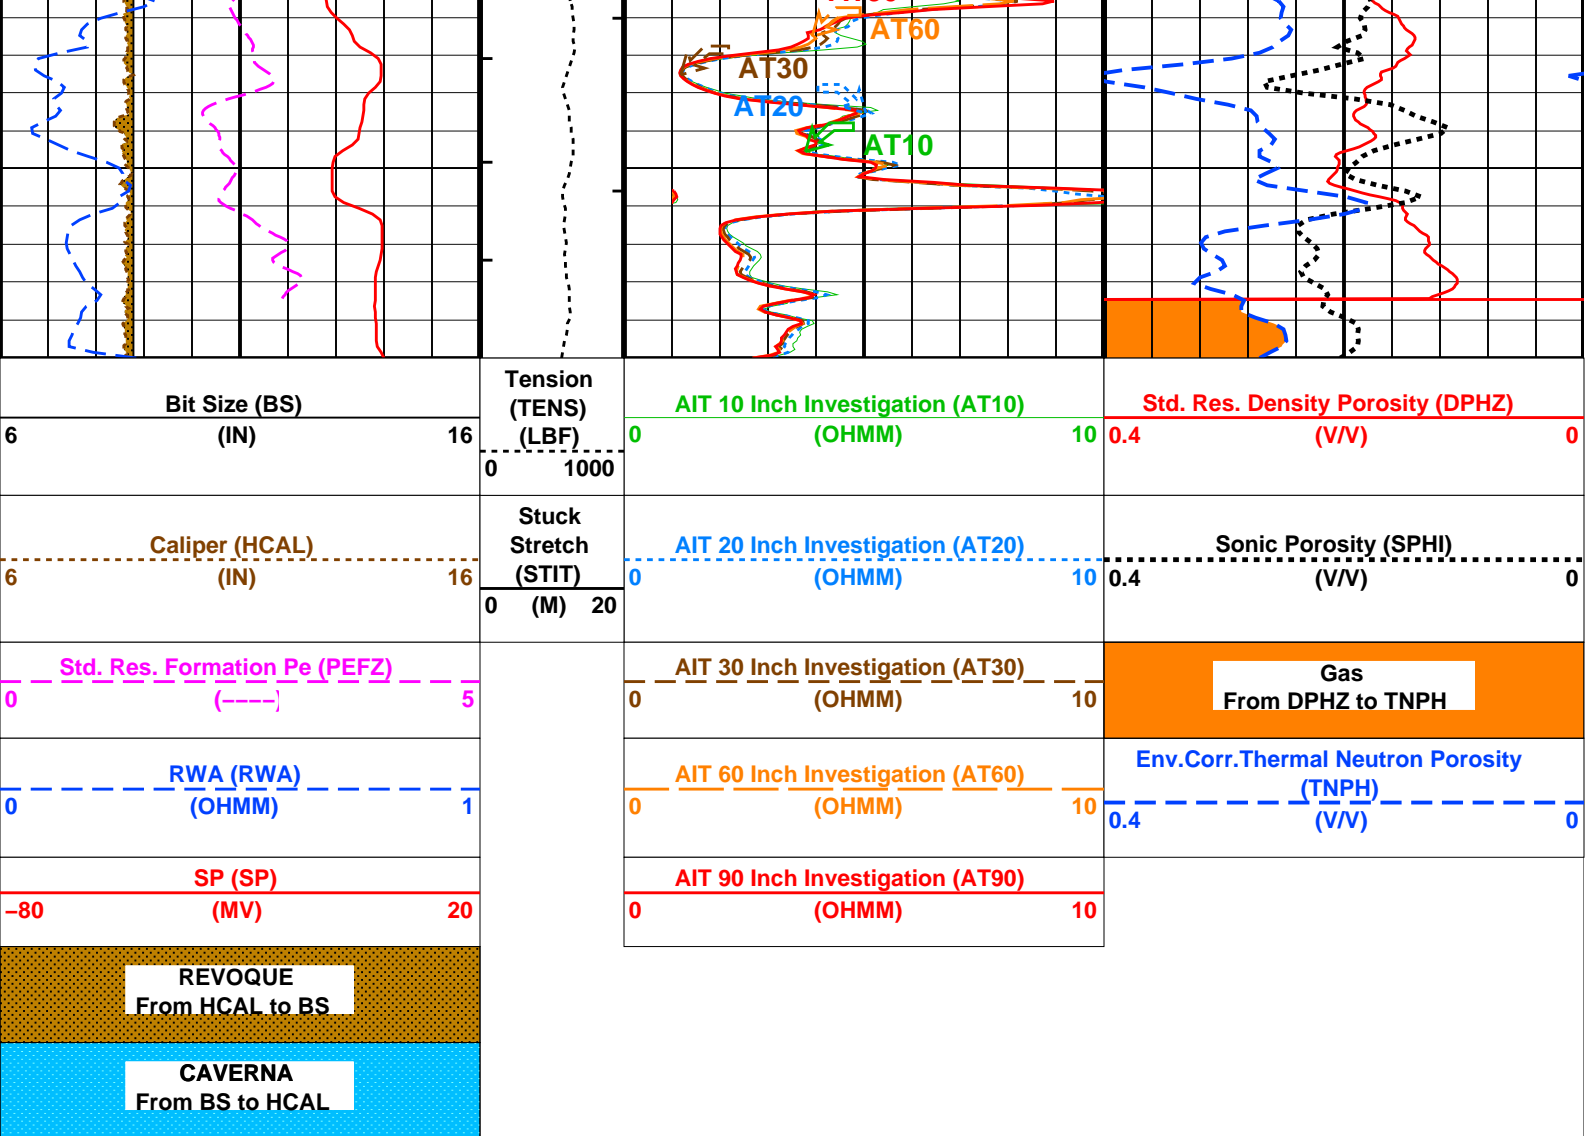 AT60
AT30
AT20
AT10
Bit Size (BS)
6 (IN) 16
Tension
(TENS)
(LBF)
0 1000
AIT 10 Inch Investigation (AT10)
0 (OHMM) 10
Std. Res. Density Porosity (DPHZ)
0.4 (V/V) 0
Caliper (HCAL)
6 (IN) 16
Stuck
Stretch
(STIT)
0 (M) 20
AIT 20 Inch Investigation (AT20)
0 (OHMM) 10
Sonic Porosity (SPHI)
0.4 (V/V) 0
Std. Res. Formation Pe (PEFZ)
0 (----) 5
AIT 30 Inch Investigation (AT30)
0 (OHMM) 10
Gas
From DPHZ to TNPH
RWA (RWA)
0 (OHMM) 1
AIT 60 Inch Investigation (AT60)
0 (OHMM) 10
Env.Corr.Thermal Neutron Porosity
(TNPH)
0.4 (V/V) 0
SP (SP)
−80 (MV) 20
AIT 90 Inch Investigation (AT90)
0 (OHMM) 10
REVOQUE
From HCAL to BS
CAVERNA
From BS to HCAL